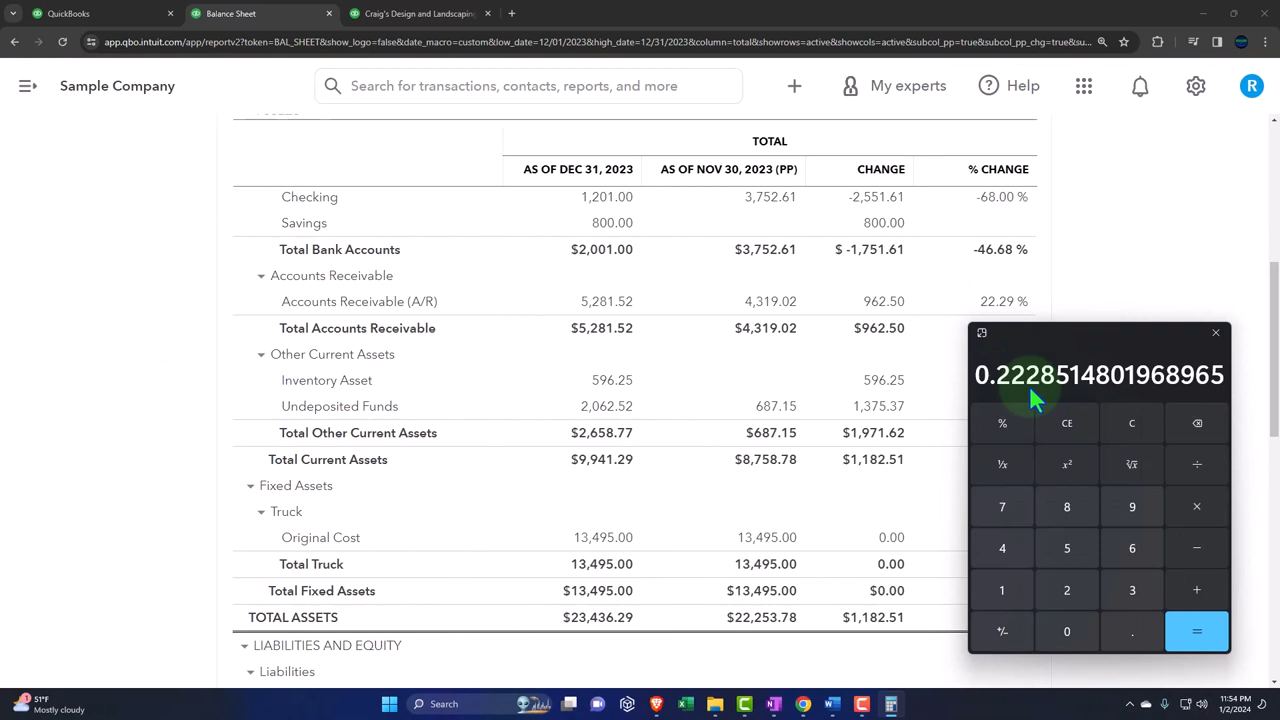 QuickBooks
Balance Sheet
Craig's Design and Landscaping
app.qbo.intuit.com/app/reportv2?token=BAL_SHEET&show_logo=false&date_macro=custom&low_date=12/01/2023&high_date=12/31/2023&column=total&showrows=active&showcols=active&subcol_pp=true&subcol_pp_chg=true&su...
Sample Company
Search for transactions, contacts, reports, and more
My experts
Help
R
TOTAL
AS OF DEC 31, 2023 AS OF NOV 30, 2023 (PP) CHANGE % CHANGE
Checking 1,201.00 3,752.61 -2,551.61 -68.00 %
Savings 800.00 800.00
Total Bank Accounts $2,001.00 $3,752.61 $ -1,751.61 -46.68 %
Accounts Receivable
Accounts Receivable (A/R) 5,281.52 4,319.02 962.50 22.29 %
Total Accounts Receivable $5,281.52 $4,319.02 $962.50
Other Current Assets
Inventory Asset 596.25 596.25
Undeposited Funds 2,062.52 687.15 1,375.37
Total Other Current Assets $2,658.77 $687.15 $1,971.62
Total Current Assets $9,941.29 $8,758.78 $1,182.51
Fixed Assets
Truck
Original Cost 13,495.00 13,495.00 0.00
Total Truck 13,495.00 13,495.00 0.00
Total Fixed Assets $13,495.00 $13,495.00 $0.00
TOTAL ASSETS $23,436.29 $22,253.78 $1,182.51
LIABILITIES AND EQUITY
Liabilities
0.2228514801968965
% CE C
¹/x x² ²√x ÷
7 8 9 ×
4 5 6 −
1 2 3 +
+/− 0 . =
51°F
Mostly cloudy
Search
11:54 PM
1/2/2024